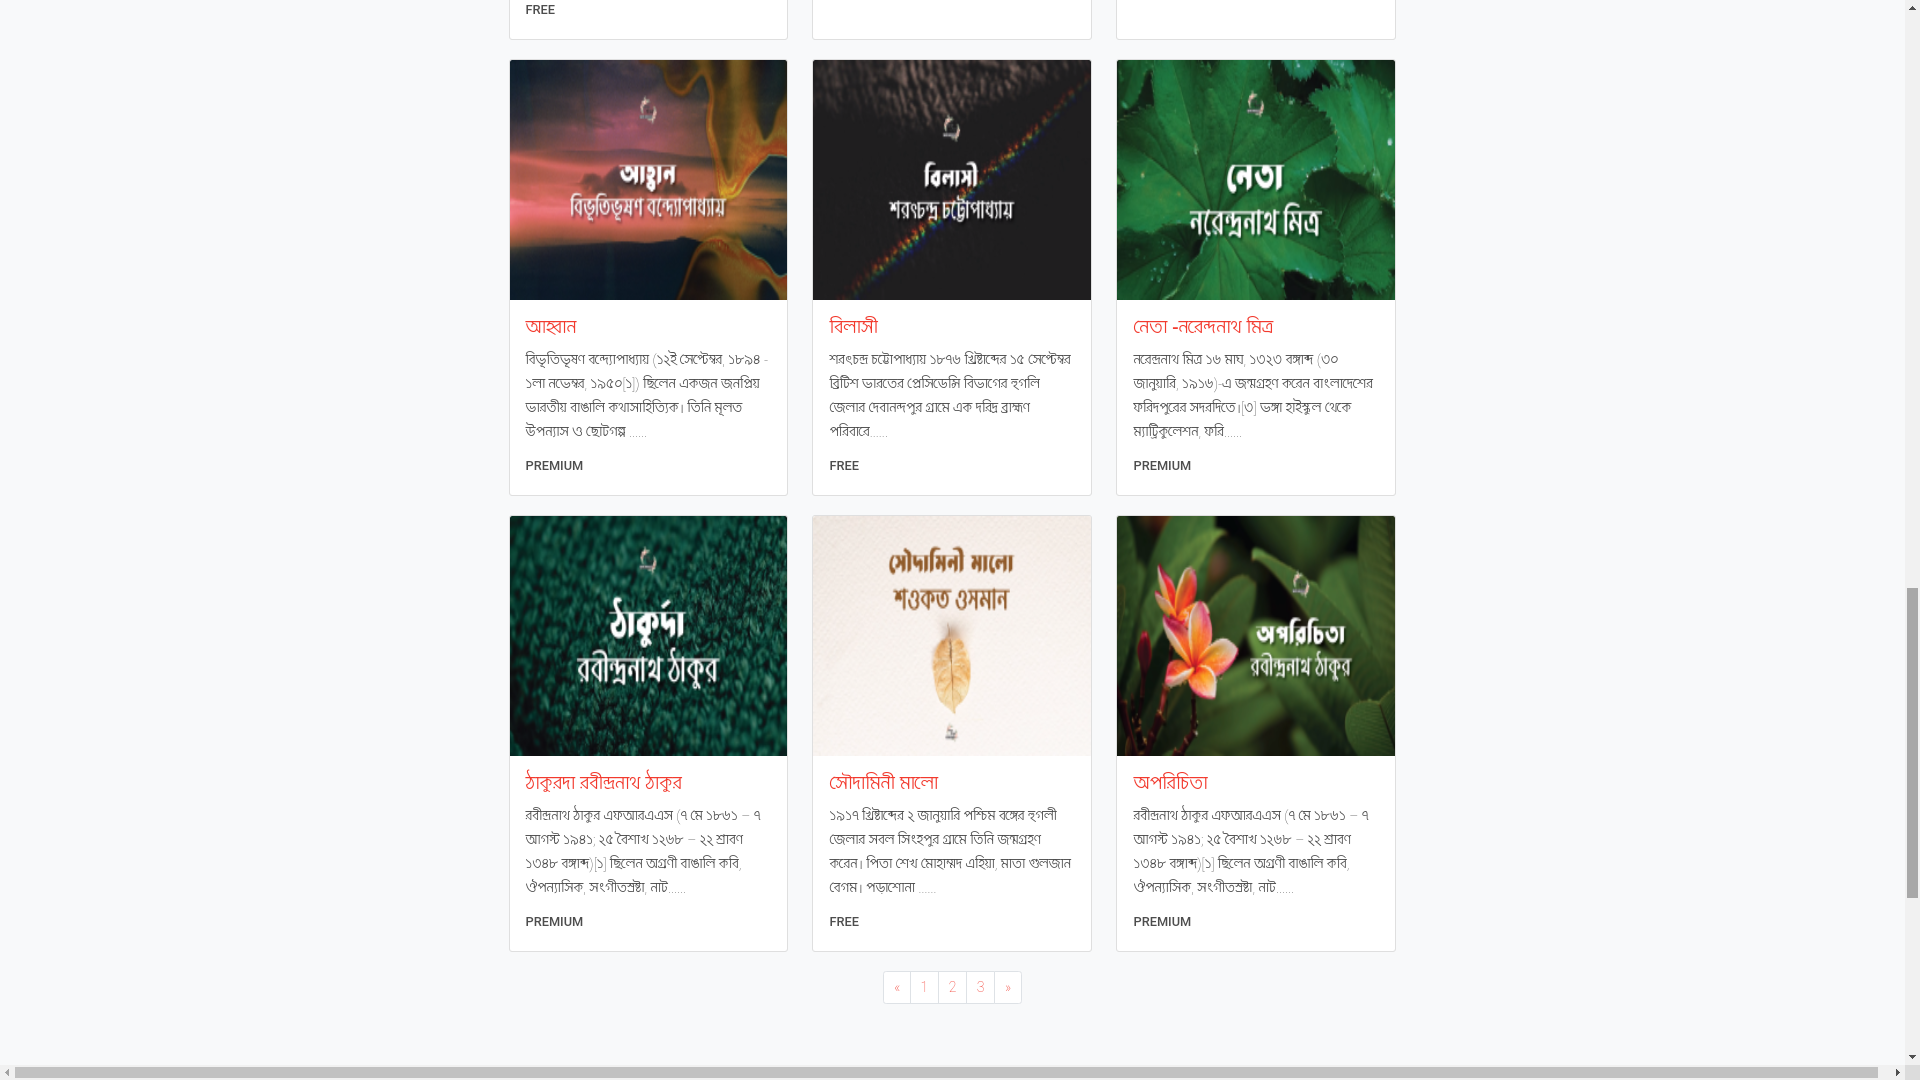 FREE
আহ্বান
বিভূতিভূষণ বন্দ্যোপাধ্যায়
বিলাসী
শরৎচন্দ্র চট্টোপাধ্যায়
নেতা
নরেন্দ্রনাথ মিত্র
আহবান
বিভূতিভূষণ বন্দ্যোপাধ্যায় (১২ই সেপ্টেম্বর, ১৮৯৪ -
১লা নভেম্বর, ১৯৫০[১]) ছিলেন একজন জনপ্রিয়
ভারতীয় বাঙালি কথাসাহিত্যিক। তিনি মূলত
উপন্যাস ও ছোটগল্প ......
PREMIUM
বিলাসী
শরৎচন্দ্র চট্টোপাধ্যায় ১৮৭৬ খ্রিষ্টাব্দের ১৫ সেপ্টেম্বর
ব্রিটিশ ভারতের প্রেসিডেন্সি বিভাগের হুগলি
জেলার দেবানন্দপুর গ্রামে এক দরিদ্র ব্রাহ্মণ
পরিবারে......
FREE
নেতা -নরেন্দনাথ মিত্র
নরেন্দ্রনাথ মিত্র ১৬ মাঘ, ১৩২৩ বঙ্গাব্দ (৩০
জানুয়ারি, ১৯১৬)-এ জন্মগ্রহণ করেন বাংলাদেশের
ফরিদপুরের সদরদিতে।[৩] ভঙ্গা হাইস্কুল থেকে
ম্যাট্রিকুলেশন, ফরি......
PREMIUM
ঠাকুর্দ্দা
রবীন্দ্রনাথ ঠাকুর
সৌদামিনী মালো
শওকত ওসমান
অপরিচিতা
রবীন্দ্রনাথ ঠাকুর
ঠাকুরদা রবীন্দ্রনাথ ঠাকুর
রবীন্দ্রনাথ ঠাকুর এফআরএএস (৭ মে ১৮৬১ – ৭
আগস্ট ১৯৪১; ২৫ বৈশাখ ১২৬৮ – ২২ শ্রাবণ
১৩৪৮ বঙ্গাব্দ)[১] ছিলেন অগ্রণী বাঙালি কবি,
ঔপন্যাসিক, সংগীতস্রষ্টা, নাট......
PREMIUM
সৌদামিনী মালো
১৯১৭ খ্রিষ্টাব্দের ২ জানুয়ারি পশ্চিম বঙ্গের হুগলী
জেলার সবল সিংহপুর গ্রামে তিনি জন্মগ্রহণ
করেন। পিতা শেখ মোহাম্মদ এহিয়া, মাতা গুলজান
বেগম। পড়াশোনা ......
FREE
অপরিচিতা
রবীন্দ্রনাথ ঠাকুর এফআরএএস (৭ মে ১৮৬১ – ৭
আগস্ট ১৯৪১; ২৫ বৈশাখ ১২৬৮ – ২২ শ্রাবণ
১৩৪৮ বঙ্গাব্দ)[১] ছিলেন অগ্রণী বাঙালি কবি,
ঔপন্যাসিক, সংগীতস্রষ্টা, নাট......
PREMIUM
« 1 2 3 »